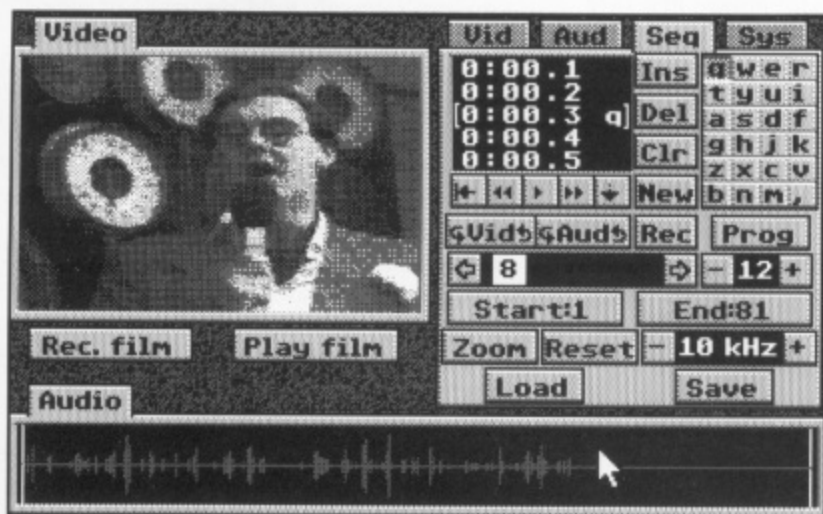 Video
Vid Aud Seq Sys
0:00.1
0:00.2
[0:00.3 q]
0:00.4
0:00.5
Ins
Del
Clr
New
q w e r
t y u i
a s d f
g h j k
z x c v
b n m ,
Vid Aud Rec Prog
8
- 12 +
Start:1 End:81
Rec. film Play film
Zoom Reset - 10 kHz +
Load Save
Audio